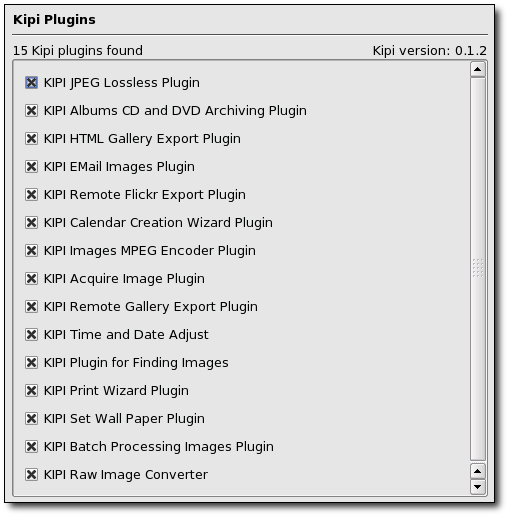 Kipi Plugins
15 Kipi plugins found Kipi version: 0.1.2
KIPI JPEG Lossless Plugin
KIPI Albums CD and DVD Archiving Plugin
KIPI HTML Gallery Export Plugin
KIPI EMail Images Plugin
KIPI Remote Flickr Export Plugin
KIPI Calendar Creation Wizard Plugin
KIPI Images MPEG Encoder Plugin
KIPI Acquire Image Plugin
KIPI Remote Gallery Export Plugin
KIPI Time and Date Adjust
KIPI Plugin for Finding Images
KIPI Print Wizard Plugin
KIPI Set Wall Paper Plugin
KIPI Batch Processing Images Plugin
KIPI Raw Image Converter